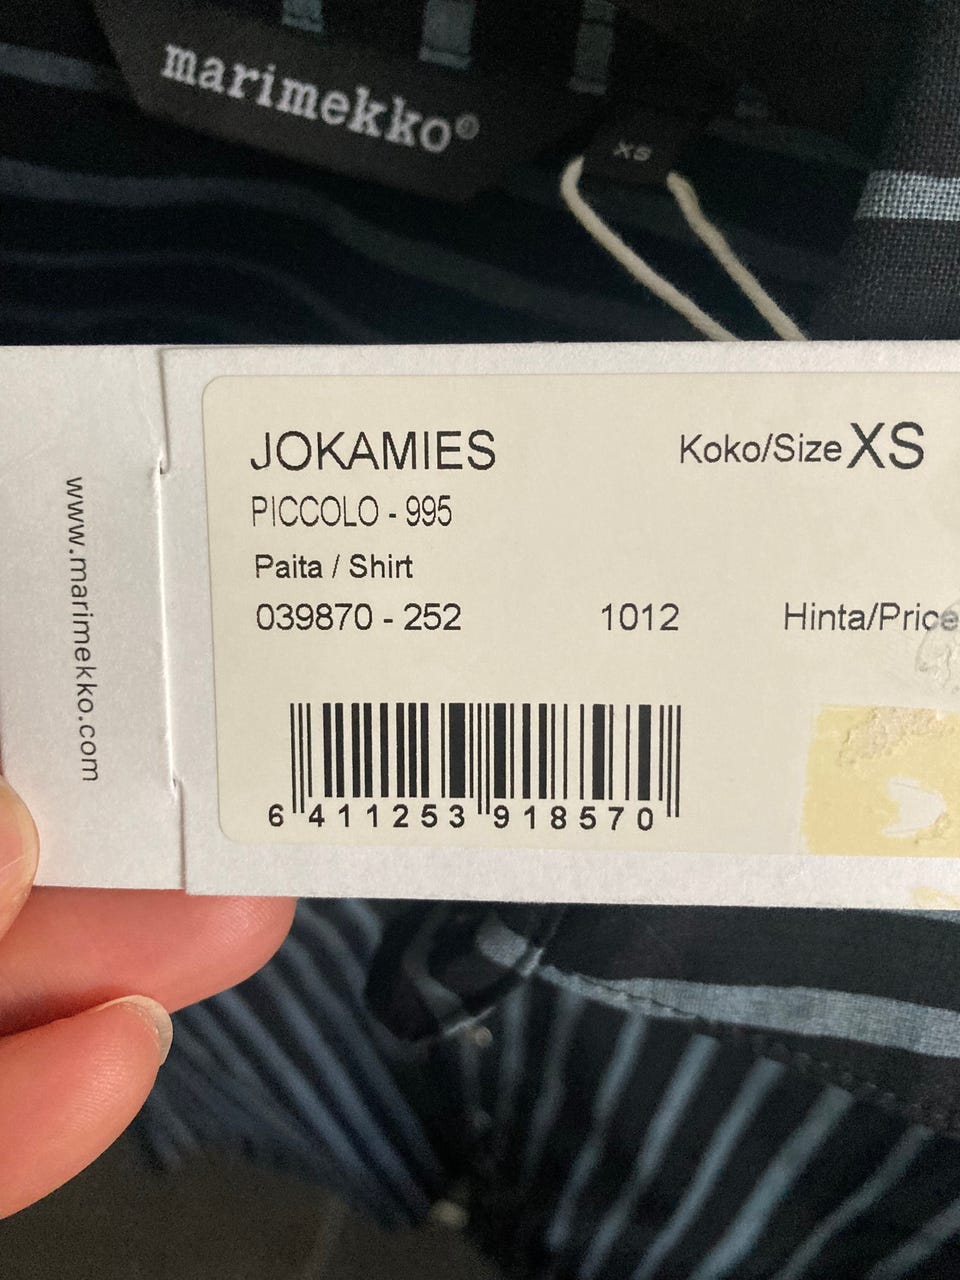 marimekko®
XS
JOKAMIES
Koko/Size XS
PICCOLO - 995
Paita / Shirt
039870 - 252 1012 Hinta/Price
6 411253 918570
www.marimekko.com